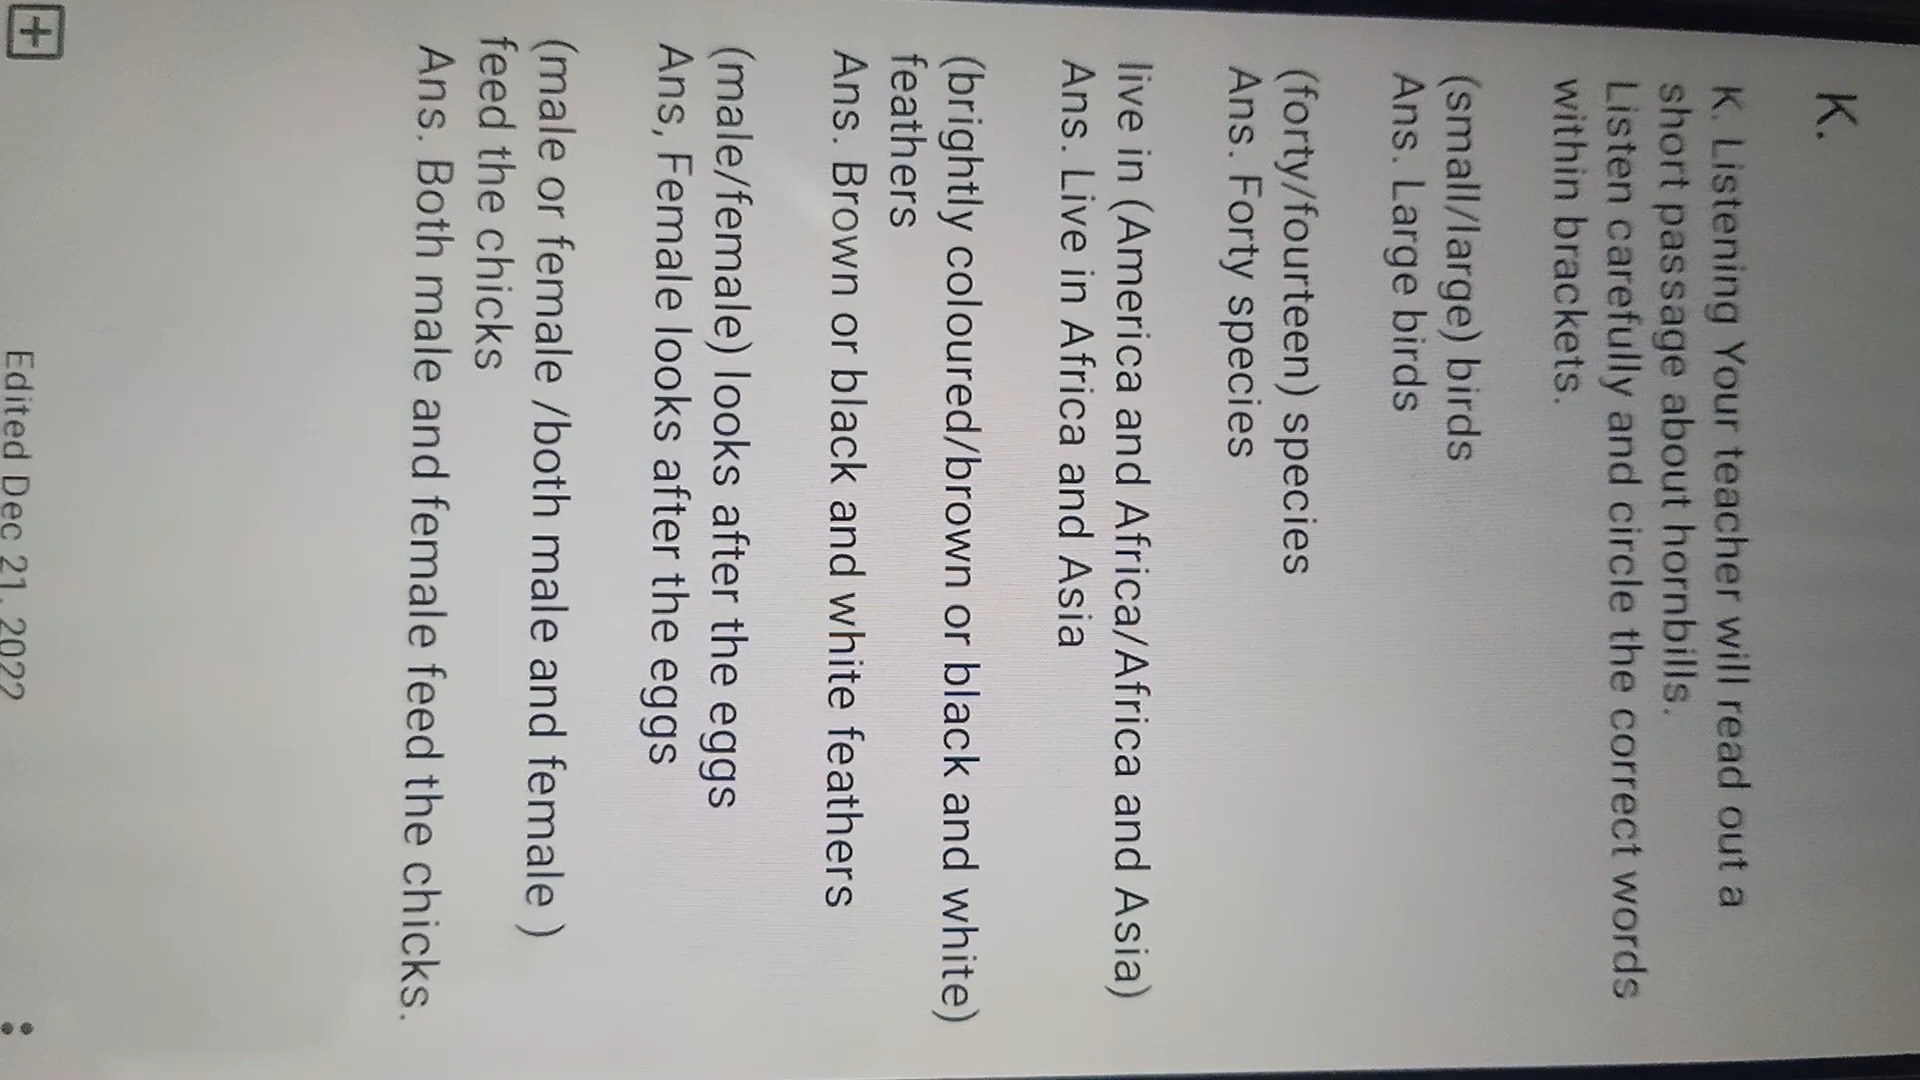 K.
K. Listening Your teacher will read out a
short passage about hornbills.
Listen carefully and circle the correct words
within brackets.
(small/large) birds
Ans. Large birds
(forty/fourteen) species
Ans. Forty species
live in (America and Africa/Africa and Asia)
Ans. Live in Africa and Asia
(brightly coloured/brown or black and white)
feathers
Ans. Brown or black and white feathers
(male/female) looks after the eggs
Ans, Female looks after the eggs
(male or female /both male and female )
feed the chicks
Ans. Both male and female feed the chicks.
Edited Dec 21, 2022